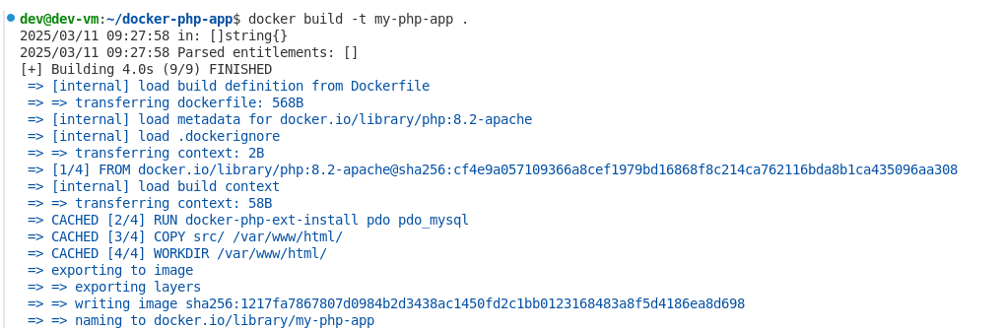 dev@dev-vm:~/docker-php-app$ docker build -t my-php-app .
2025/03/11 09:27:58 in: []string{}
2025/03/11 09:27:58 Parsed entitlements: []
[+] Building 4.0s (9/9) FINISHED
=> [internal] load build definition from Dockerfile
=> => transferring dockerfile: 568B
=> [internal] load metadata for docker.io/library/php:8.2-apache
=> [internal] load .dockerignore
=> => transferring context: 2B
=> [1/4] FROM docker.io/library/php:8.2-apache@sha256:cf4e9a057109366a8cef1979bd16868f8c214ca762116bda8b1ca435096aa308
=> [internal] load build context
=> => transferring context: 58B
=> CACHED [2/4] RUN docker-php-ext-install pdo pdo_mysql
=> CACHED [3/4] COPY src/ /var/www/html/
=> CACHED [4/4] WORKDIR /var/www/html/
=> exporting to image
=> => exporting layers
=> => writing image sha256:1217fa7867807d0984b2d3438ac1450fd2c1bb0123168483a8f5d4186ea8d698
=> => naming to docker.io/library/my-php-app